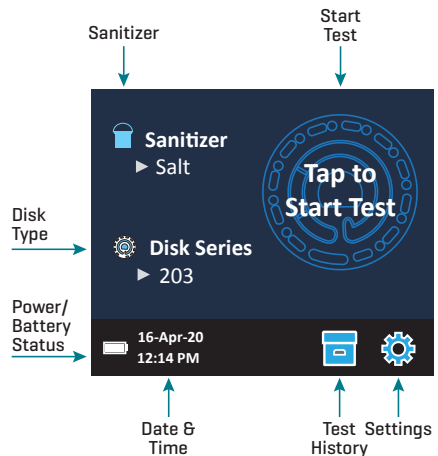 Sanitizer
Start
Test
Sanitizer
▶ Salt
Tap to
Start Test
Disk
Type
Disk Series
▶ 203
Power/
Battery
Status
16-Apr-20
12:14 PM
Date &
Time
Test
History
Settings